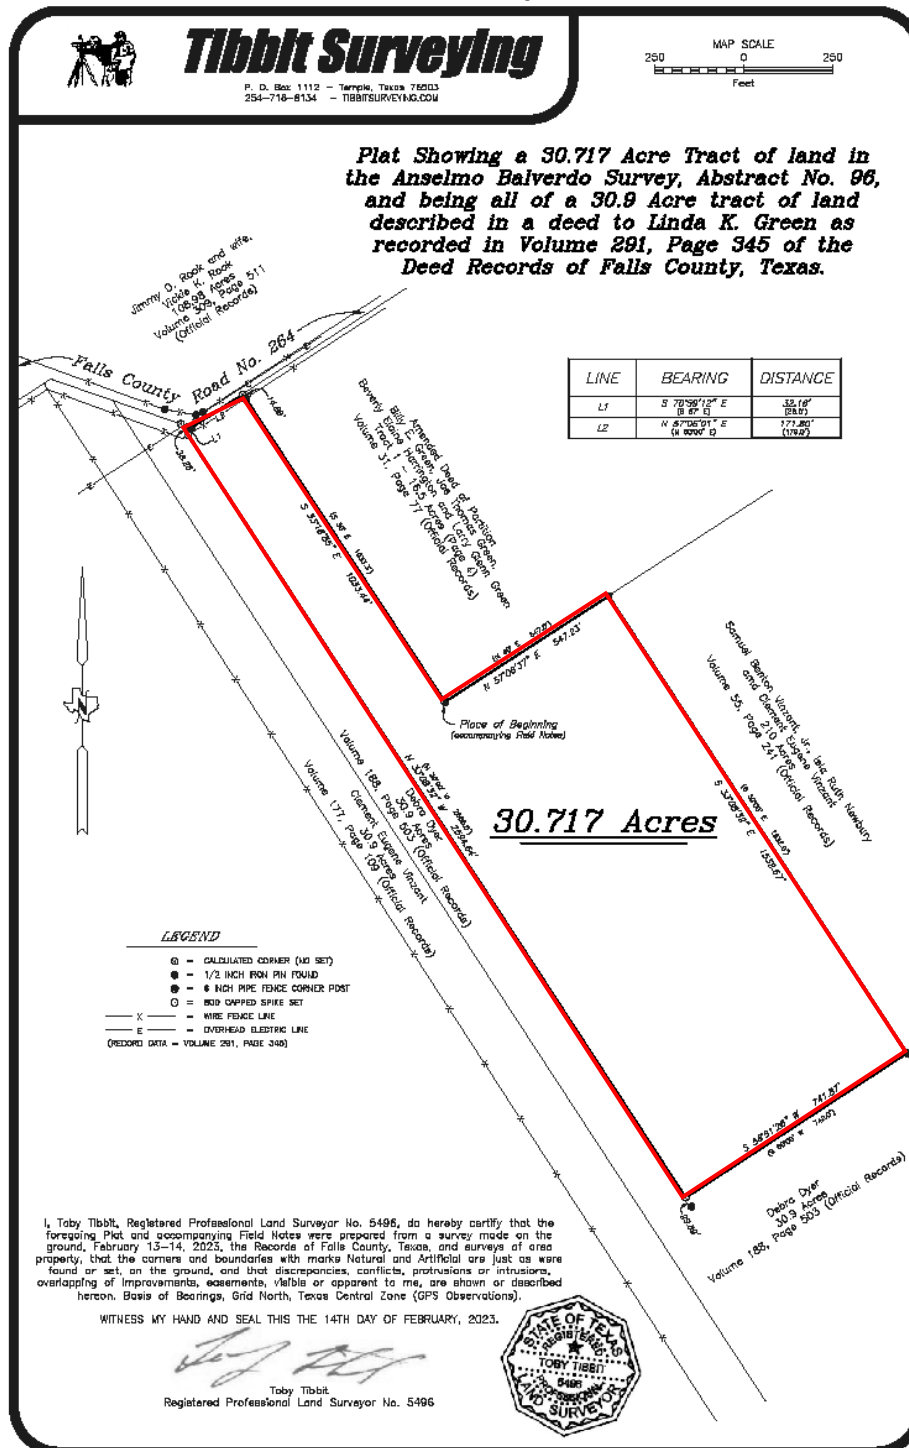 Tibbit Surveying
P. O. Box 1112 - Temple, Texas 76503
254-718-8134 - TIBBITSURVEYING.COM
MAP SCALE
250 0 250
Feet
Plat Showing a 30.717 Acre Tract of land in
the Anselmo Balverdo Survey, Abstract No. 96,
and being all of a 30.9 Acre tract of land
described in a deed to Linda K. Green as
recorded in Volume 291, Page 345 of the
Deed Records of Falls County, Texas.
Jimmy D. Rook and wife,
Vickie K. Rook
108.98 Acres
Volume 309, Page 511
(Official Records)
Falls County Road No. 264
LINE BEARING DISTANCE
L1 S 70°59'12" E 32.16'
L2 N 57°05'01" E 171.80'
L2
L1
Amended Deed of Partition
Billy E. Green, Joe Thomas Green,
Beverly Elaine Harrington and Larry Glenn Green
Tract 1 - 16.5 Acres (Page 4)
Volume 31, Page 77 (Official Records)
1033.44'
N 57°08'37" E 547.23'
Place of Beginning
(accompanying Field Notes)
Samuel Benton Vinzant, Jr., Iela Ruth Newbury
and Clement Eugene Vinzant
210 Acres
Volume 55, Page 241 (Official Records)
S 33°08'38" E 1538.67'
N
Debra Dyer
30.9 Acres
Volume 188, Page 503 (Official Records)
Clement Eugene Vinzant
30.9 Acres
Volume 177, Page 109 (Official Records)
30.717 Acres
LEGEND
= CALCULATED CORNER (NO SET)
= 1/2 INCH IRON PIN FOUND
= 6 INCH PIPE FENCE CORNER POST
= 60D CAPPED SPIKE SET
X = WIRE FENCE LINE
E = OVERHEAD ELECTRIC LINE
(RECORD DATA = VOLUME 291, PAGE 345)
S 56°51'26" W 741.87'
Debra Dyer
30.9 Acres
Volume 188, Page 503 (Official Records)
I, Toby Tibbit, Registered Professional Land Surveyor No. 5496, do hereby certify that the
foregoing Plat and accompanying Field Notes were prepared from a survey made on the
ground, February 13-14, 2023, the Records of Falls County, Texas, and surveys of area
property, that the corners and boundaries with marks Natural and Artificial are just as were
found or set, on the ground, and that discrepancies, conflicts, protrusions or intrusions,
overlapping of improvements, easements, visible or apparent to me, are shown or described
hereon. Basis of Bearings, Grid North, Texas Central Zone (GPS Observations).
WITNESS MY HAND AND SEAL THIS THE 14TH DAY OF FEBRUARY, 2023.
Toby Tibbit
Registered Professional Land Surveyor No. 5496
STATE OF TEXAS
REGISTERED
TOBY TIBBIT
5496
PROFESSIONAL
LAND SURVEYOR